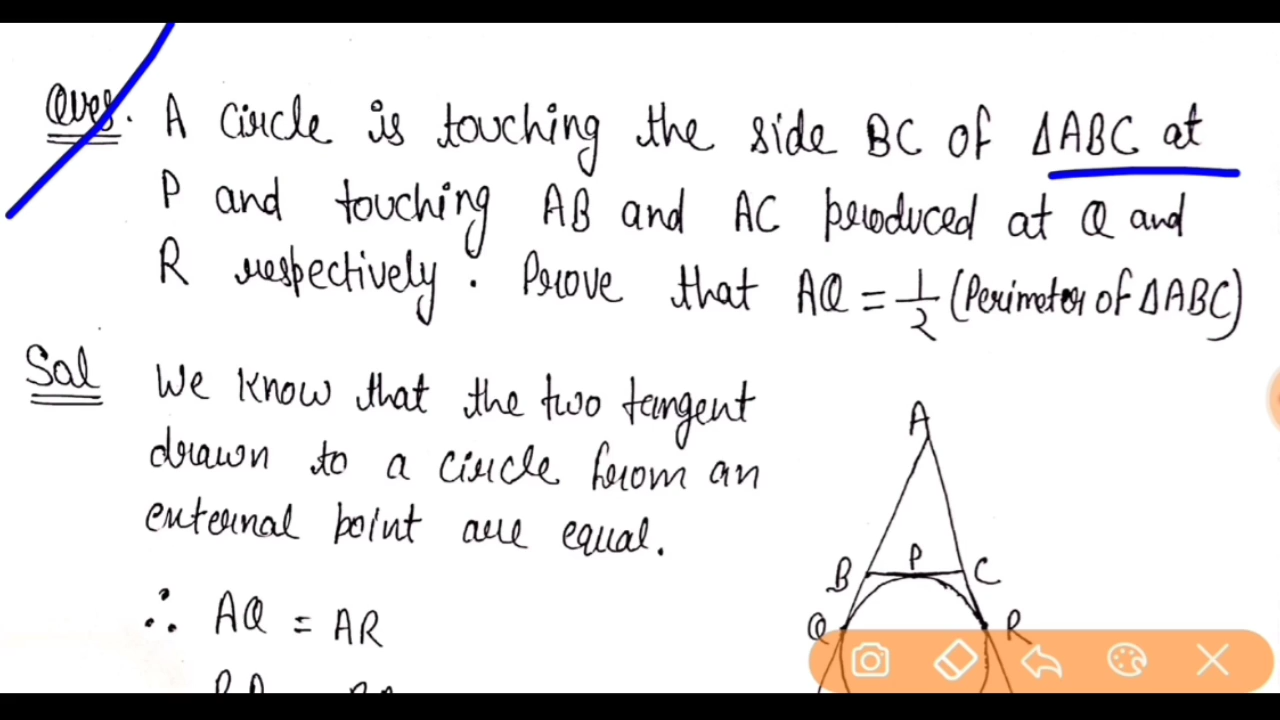 Ques. A circle is touching the side BC of ΔABC at
P and touching AB and AC produced at Q and
R respectively. Prove that AQ = 1/2 (Perimeter of ΔABC)
Sol We know that the two tangent
drawn to a circle from an
external point are equal.
∴ AQ = AR
A
B P C
Q R